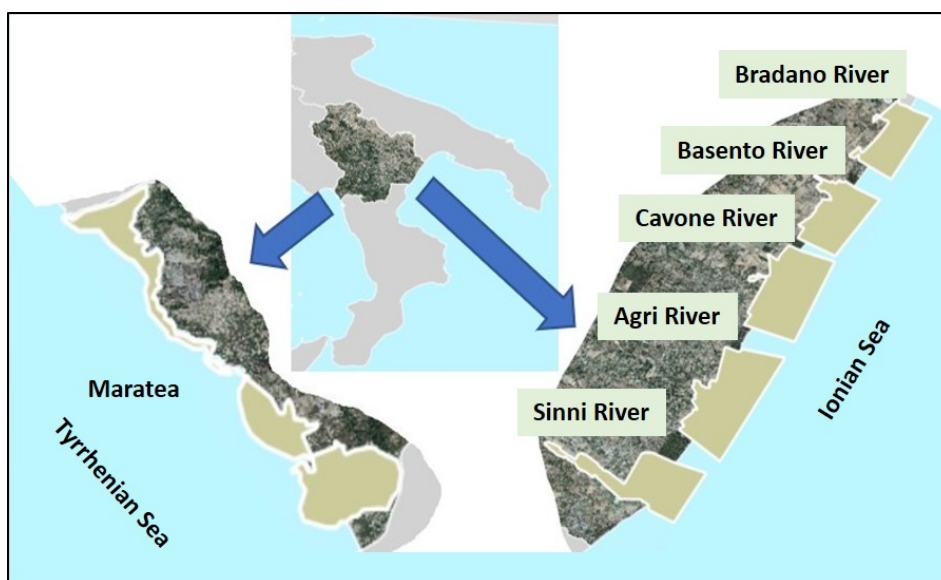 Bradano River
Basento River
Cavone River
Agri River
Sinni River
Maratea
Tyrrhenian Sea
Ionian Sea